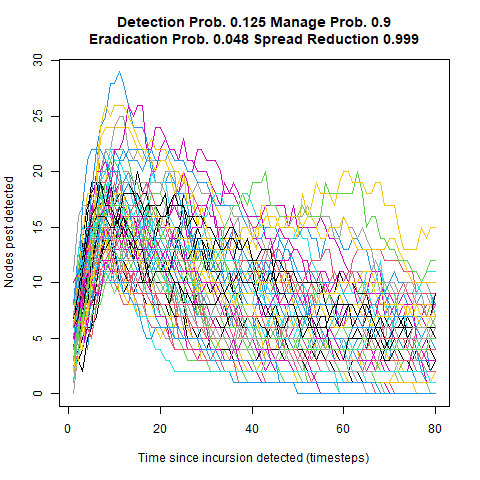 Detection Prob. 0.125 Manage Prob. 0.9
Eradication Prob. 0.048 Spread Reduction 0.999
Nodes pest detected
30
25
20
15
10
5
0
0 20 40 60 80
Time since incursion detected (timesteps)